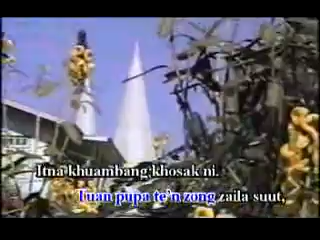 Itna khuambang khosak ni.
Tuan pupa te'n zong zaila suut,